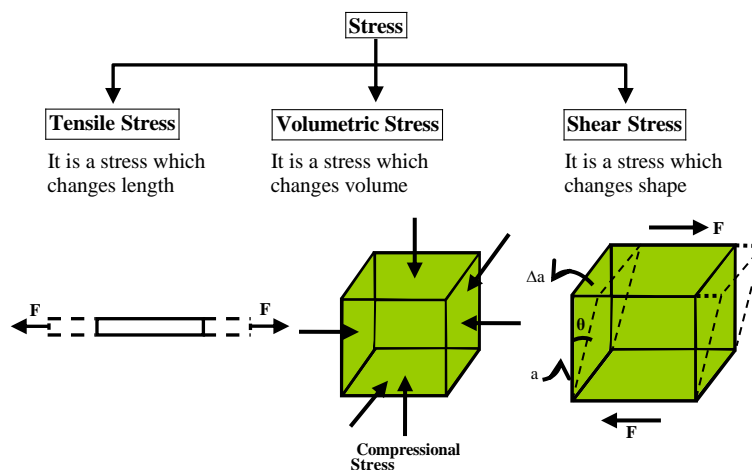 Stress
Tensile Stress
It is a stress which
changes length
Volumetric Stress
It is a stress which
changes volume
Shear Stress
It is a stress which
changes shape
F
F
Compressional
Stress
F
Δa
θ
a
F